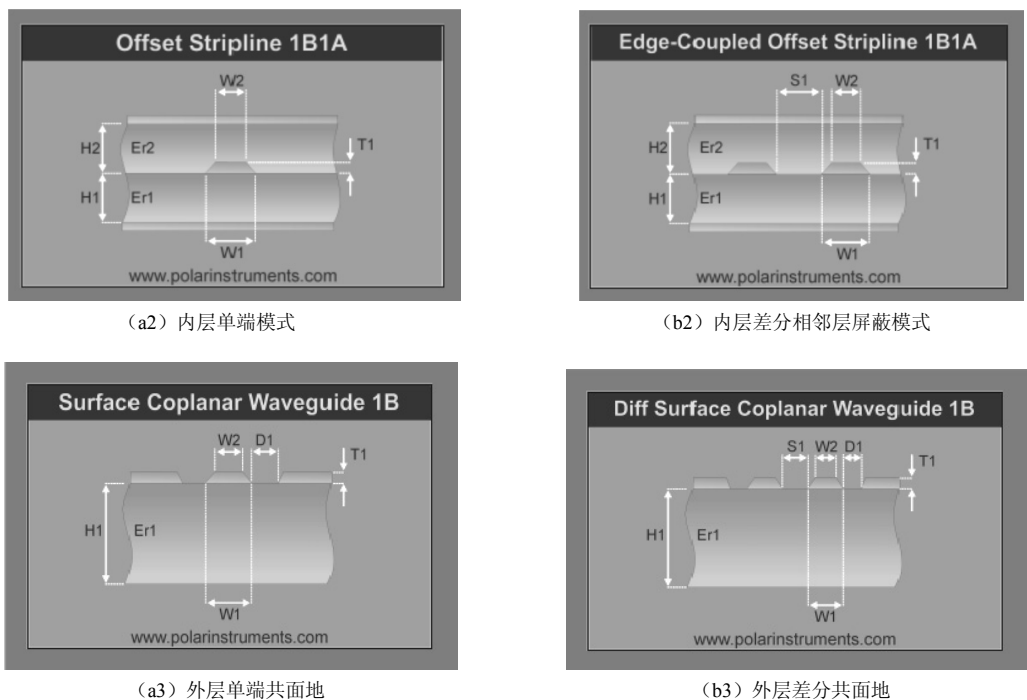 Offset Stripline 1B1A
W2
T1
H2
Er2
H1
Er1
W1
www.polarinstruments.com
（a2）内层单端模式
Edge-Coupled Offset Stripline 1B1A
S1
W2
T1
H2
Er2
H1
Er1
W1
www.polarinstruments.com
（b2）内层差分相邻层屏蔽模式
Surface Coplanar Waveguide 1B
W2
D1
T1
H1
Er1
W1
www.polarinstruments.com
（a3）外层单端共面地
Diff Surface Coplanar Waveguide 1B
S1
W2
D1
T1
H1
Er1
W1
www.polarinstruments.com
（b3）外层差分共面地